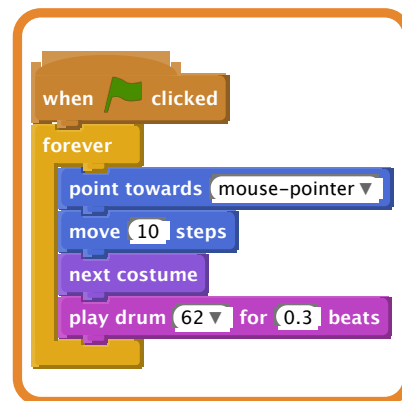 when clicked
forever
point towards mouse-pointer
move 10 steps
next costume
play drum 62 for 0.3 beats